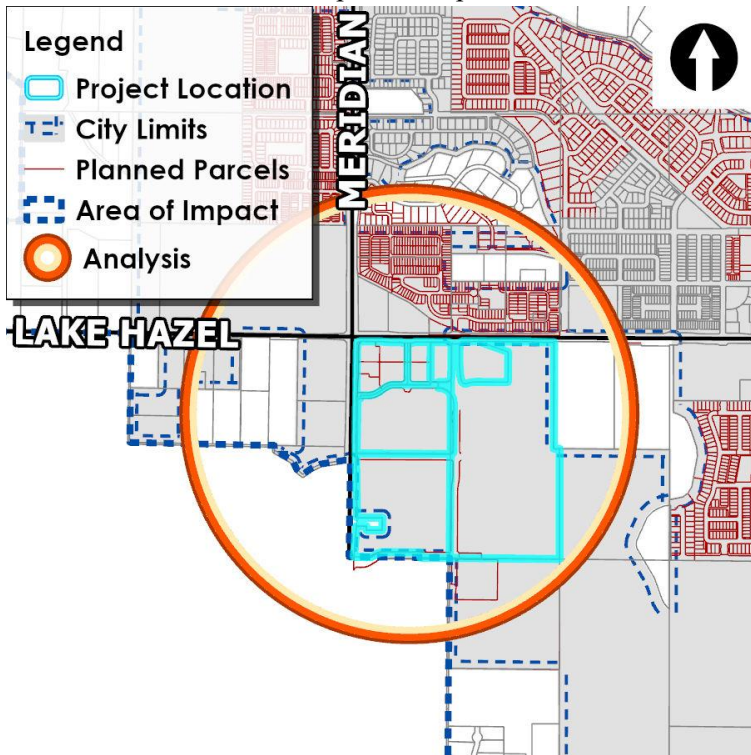 Legend
Project Location
City Limits
Planned Parcels
Area of Impact
Analysis
MERIDIAN
LAKE HAZEL